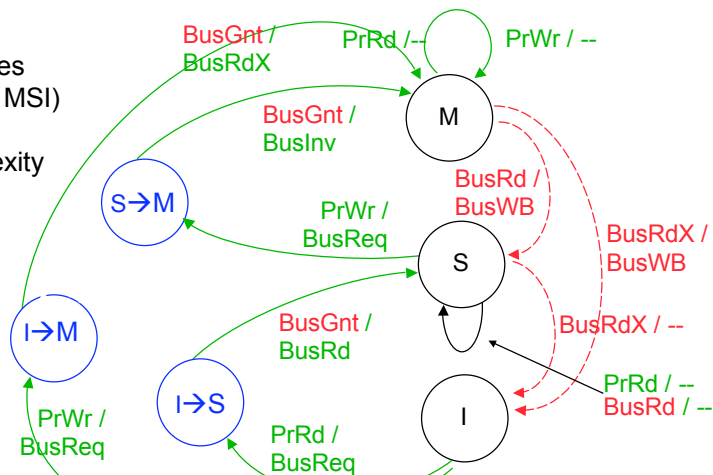 BusGnt /
BusRdX
PrRd /--
PrWr / --
es
MSI)
exity
M
BusGnt /
BusInv
S→M
BusRd /
BusWB
PrWr /
BusReq
BusRdX /
BusWB
S
I→M
BusGnt /
BusRd
BusRdX / --
PrRd / --
BusRd / --
I→S
I
PrWr /
BusReq
PrRd /
BusReq